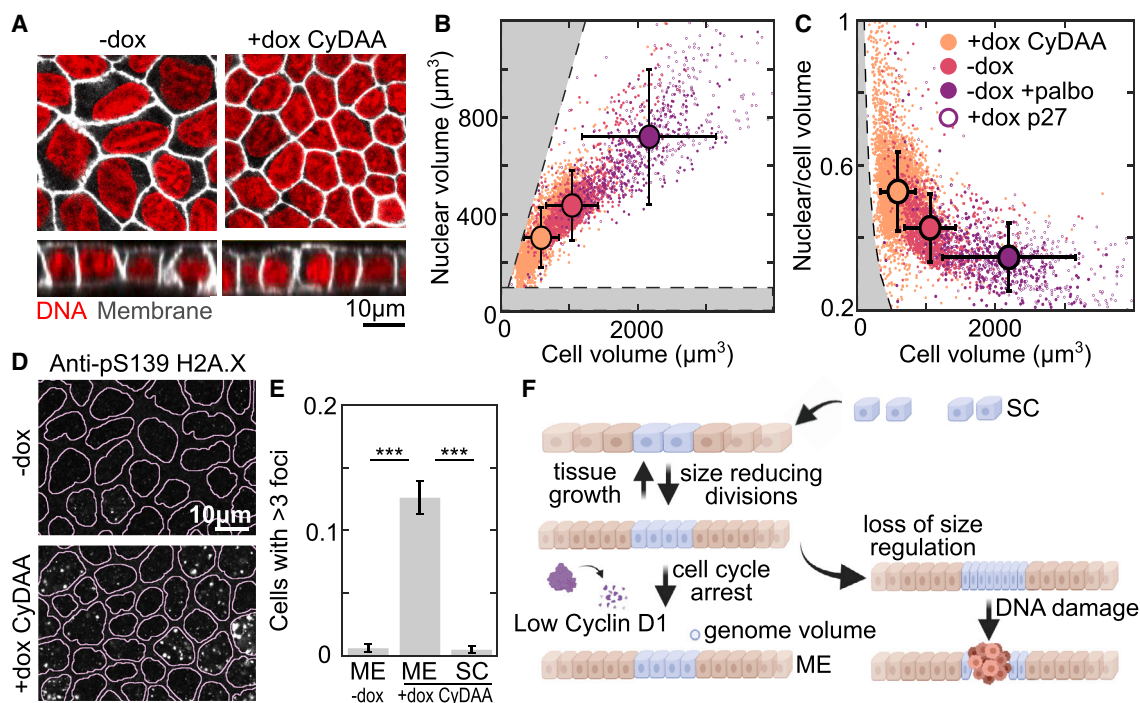 A
-dox
+dox CyDAA
DNA Membrane
10μm
B
Nuclear volume (μm³)
800
400
0
0
2000
Cell volume (μm³)
C
Nuclear/cell volume
1
0.6
0.2
0
2000
Cell volume (μm³)
+dox CyDAA
-dox
-dox +palbo
+dox p27
D
Anti-pS139 H2A.X
-dox
10μm
+dox CyDAA
E
Cells with >3 foci
0.2
0.1
0
***
***
ME
ME
SC
-dox
+dox CyDAA
F
SC
tissue
growth
size reducing
divisions
loss of size
regulation
cell cycle
arrest
Low Cyclin D1
genome volume
DNA damage
ME